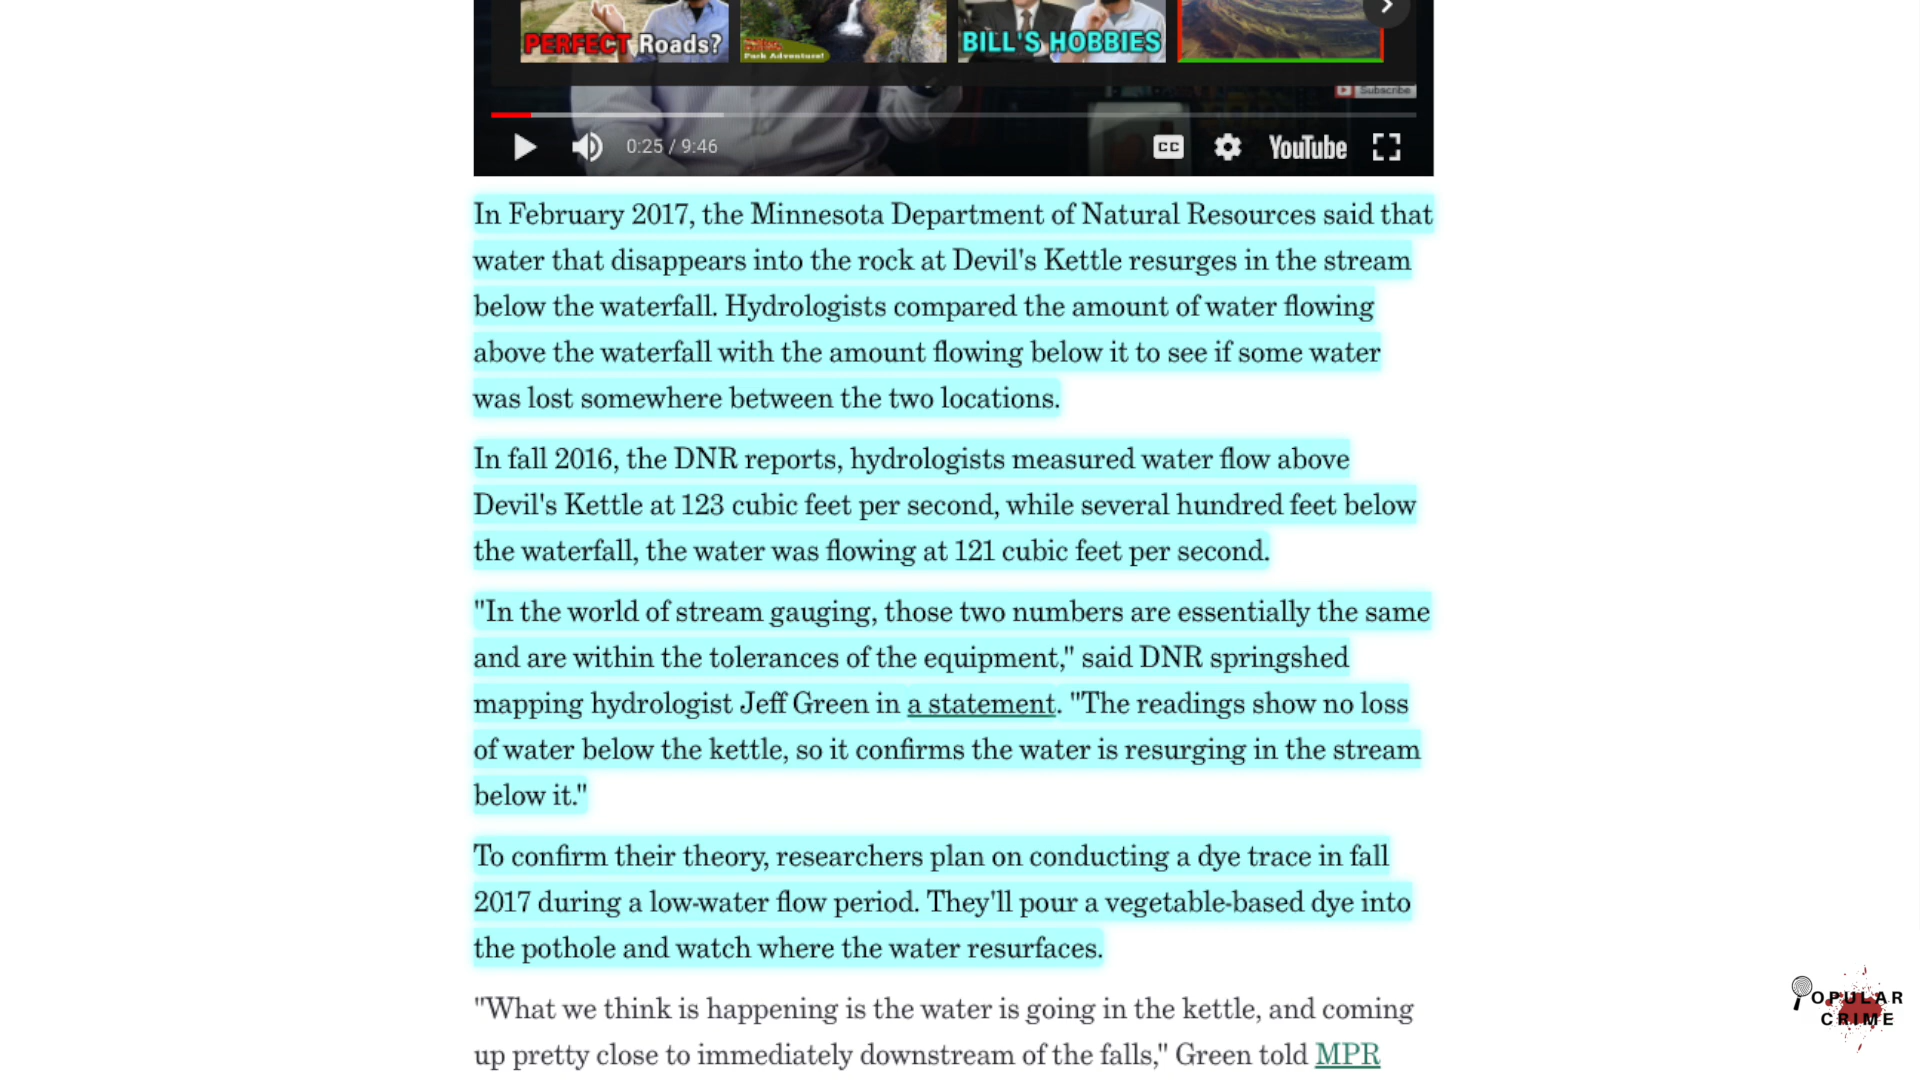 PERFECT Roads?
Park Adventure!
BILL'S HOBBIES
Subscribe
0:25 / 9:46
CC
YouTube
In February 2017, the Minnesota Department of Natural Resources said that
water that disappears into the rock at Devil's Kettle resurges in the stream
below the waterfall. Hydrologists compared the amount of water flowing
above the waterfall with the amount flowing below it to see if some water
was lost somewhere between the two locations.
In fall 2016, the DNR reports, hydrologists measured water flow above
Devil's Kettle at 123 cubic feet per second, while several hundred feet below
the waterfall, the water was flowing at 121 cubic feet per second.
"In the world of stream gauging, those two numbers are essentially the same
and are within the tolerances of the equipment," said DNR springshed
mapping hydrologist Jeff Green in a statement. "The readings show no loss
of water below the kettle, so it confirms the water is resurging in the stream
below it."
To confirm their theory, researchers plan on conducting a dye trace in fall
2017 during a low-water flow period. They'll pour a vegetable-based dye into
the pothole and watch where the water resurfaces.
"What we think is happening is the water is going in the kettle, and coming
up pretty close to immediately downstream of the falls," Green told MPR
POPULAR
CRIME